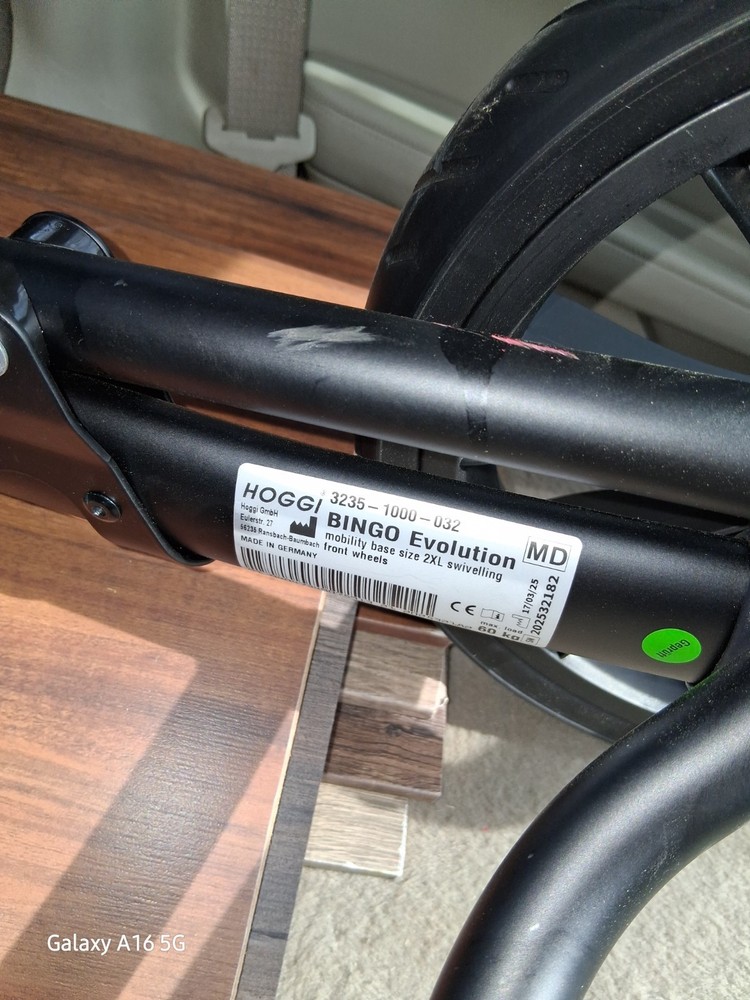 HOGGI
3235-1000-032
Hoggi GmbH
Eulerstr. 27
56235 Ransbach-Baumbach
MADE IN GERMANY
BINGO Evolution
mobility base size 2XL swivelling
front wheels
MD
CE
17/03/25
202532182
max load
60 kg
Geprüft
Galaxy A16 5G